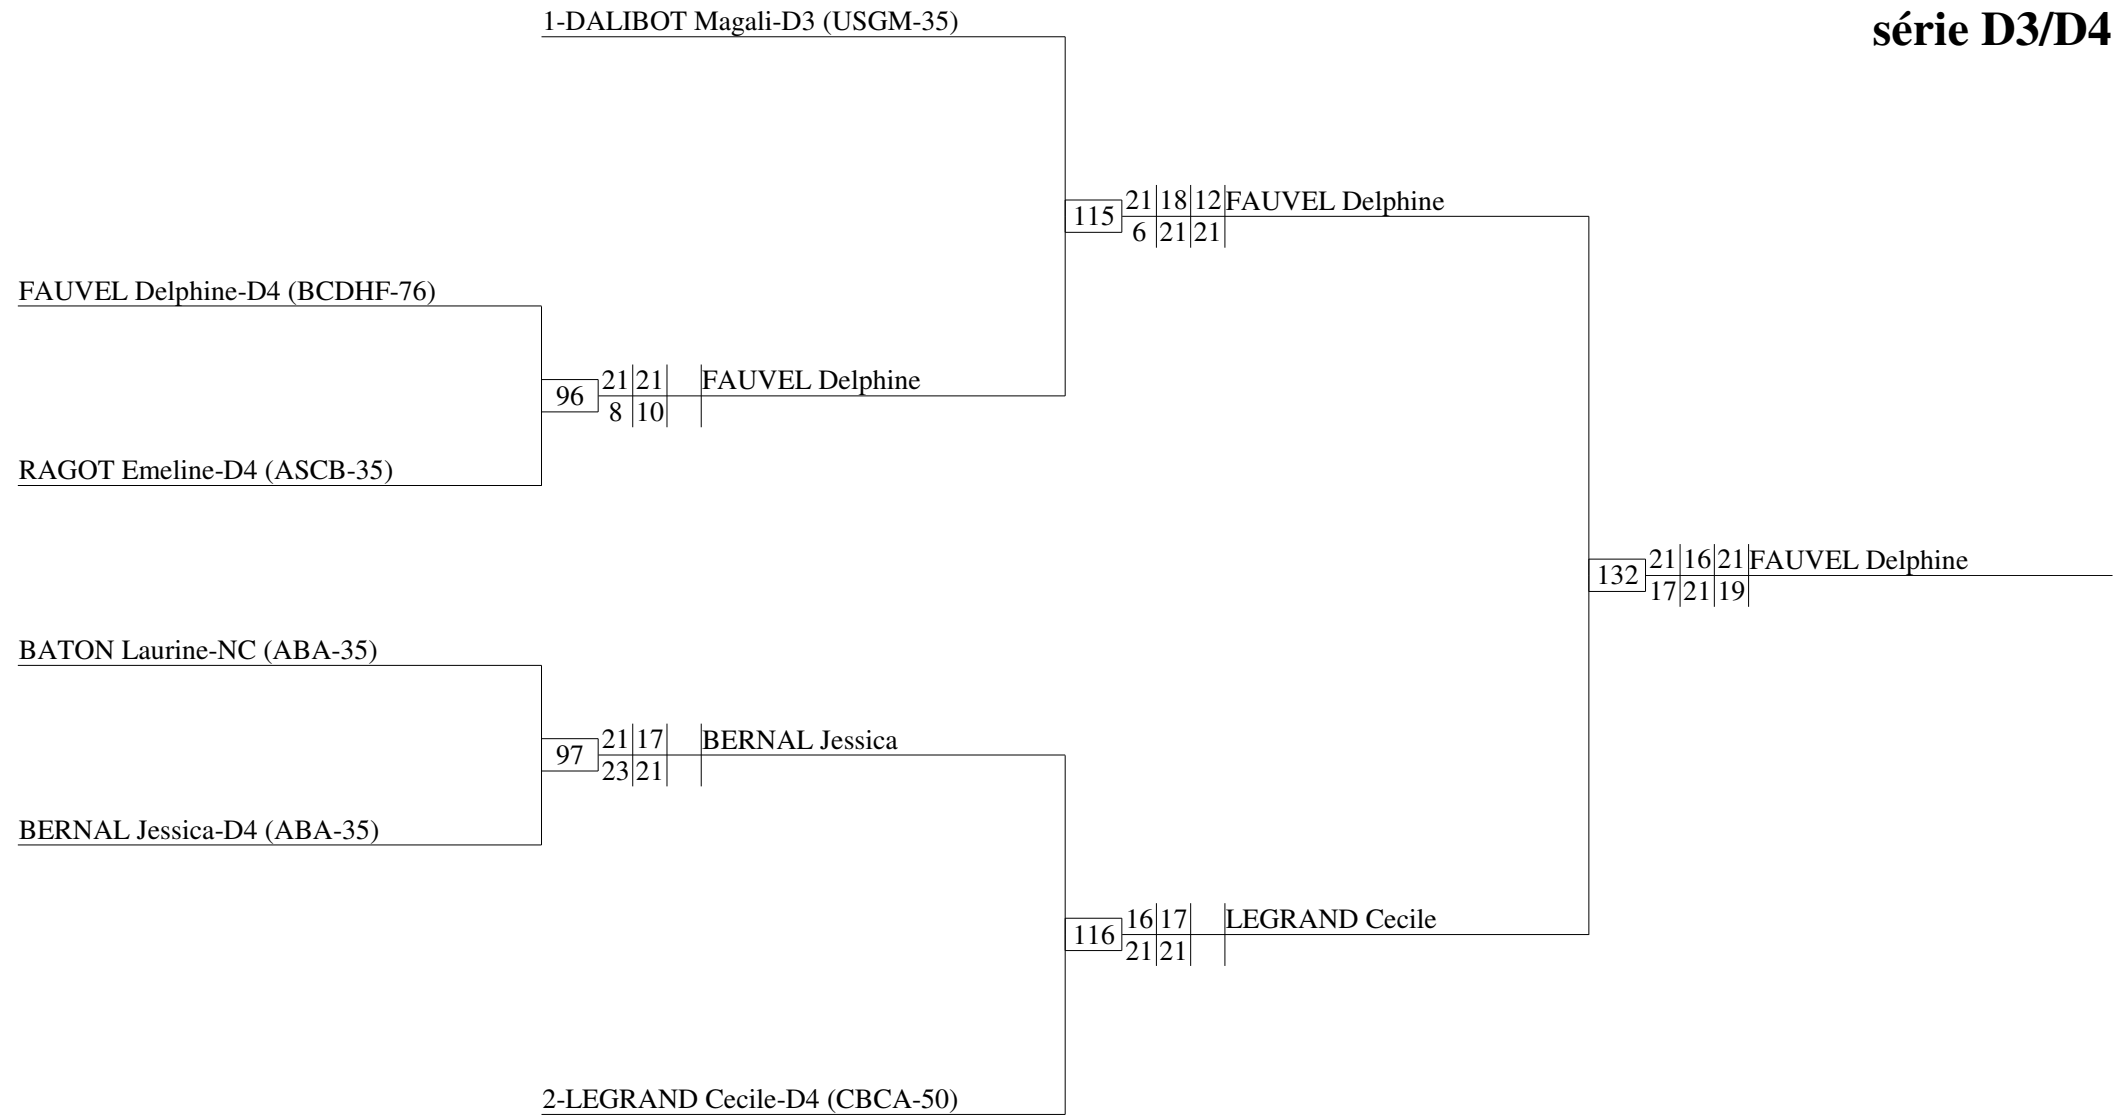 1-DALIBOT Magali-D3 (USGM-35)
série D3/D4
115 21 18 12 FAUVEL Delphine
6 21 21
FAUVEL Delphine-D4 (BCDHF-76)
96 21 21 FAUVEL Delphine
8 10
RAGOT Emeline-D4 (ASCB-35)
132 21 16 21 FAUVEL Delphine
17 21 19
BATON Laurine-NC (ABA-35)
97 21 17 BERNAL Jessica
23 21
BERNAL Jessica-D4 (ABA-35)
116 16 17 LEGRAND Cecile
21 21
2-LEGRAND Cecile-D4 (CBCA-50)